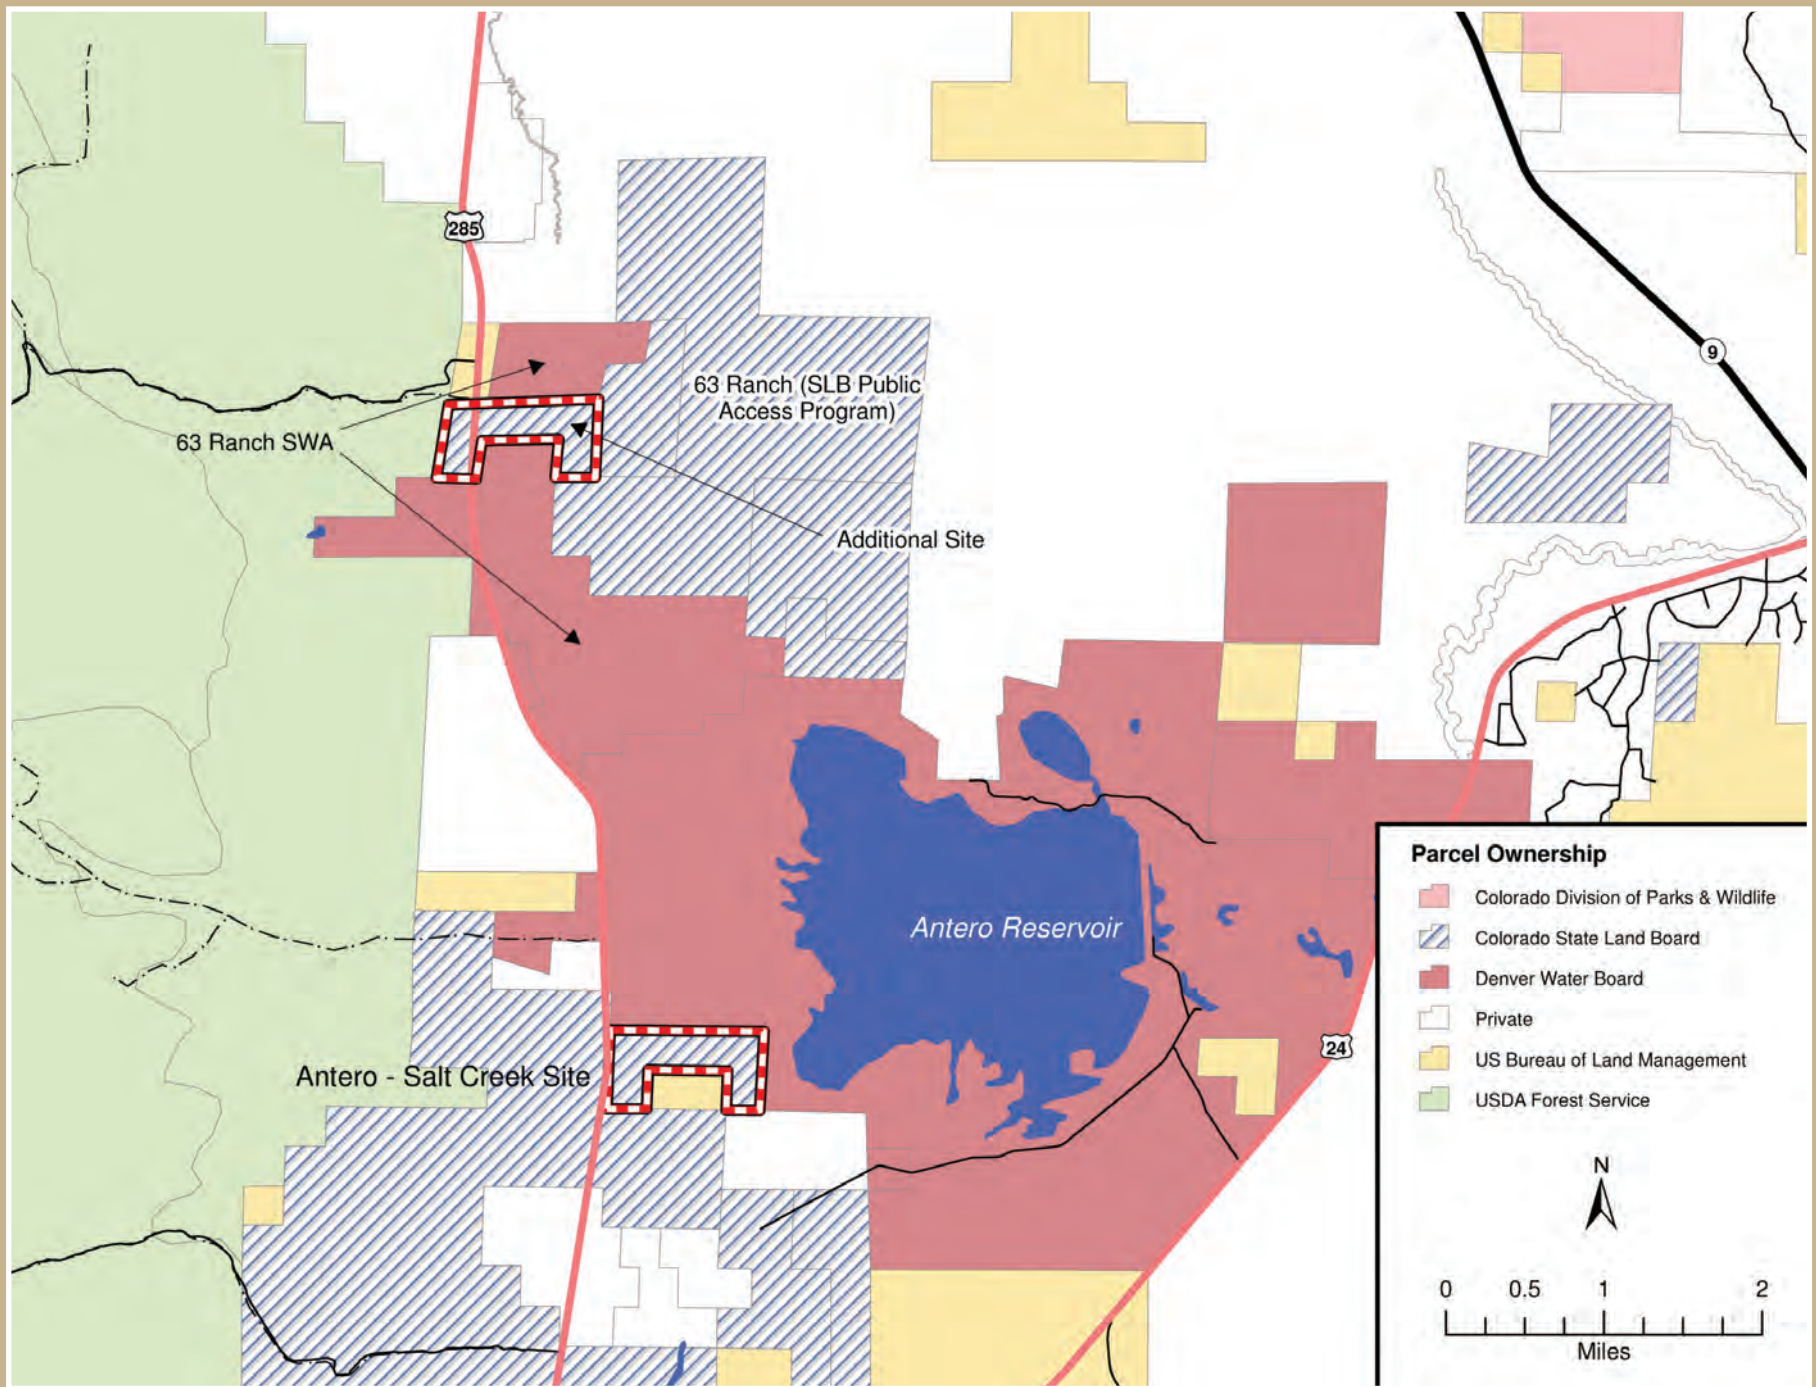 285
9
63 Ranch (SLB Public
Access Program)
63 Ranch SWA
Additional Site
Antero Reservoir
Antero - Salt Creek Site
24
Parcel Ownership
Colorado Division of Parks & Wildlife
Colorado State Land Board
Denver Water Board
Private
US Bureau of Land Management
USDA Forest Service
N
0 0.5 1 2
Miles